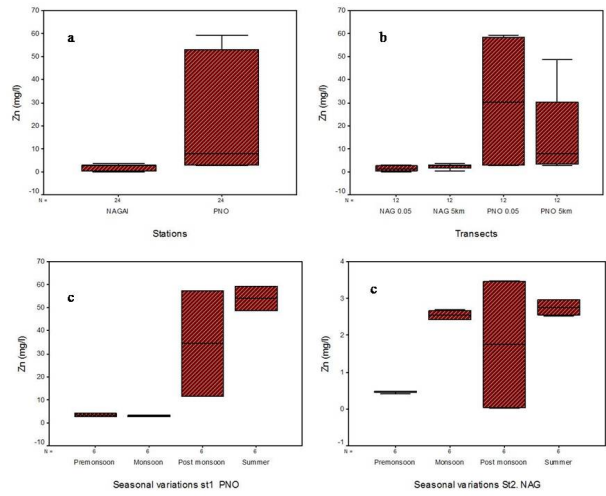 a
70
60
50
40
30
20
10
0
-10
Zn (mg/l)
N =
24
24
NAGAI
PNO
Stations
b
70
60
50
40
30
20
10
0
-10
Zn (mg/l)
N =
12
12
12
12
NAG 0.05
NAG 5km
PNO 0.05
PNO 5km
Transects
c
70
60
50
40
30
20
10
0
-10
Zn (mg/l)
N =
6
6
6
6
Premonsoon
Monsoon
Post monsoon
Summer
Seasonal variations st1 PNO
c
4
3
2
1
0
-1
Zn (mg/l)
N =
6
6
6
6
Premonsoon
Monsoon
Post monsoon
Summer
Seasonal variations St2. NAG